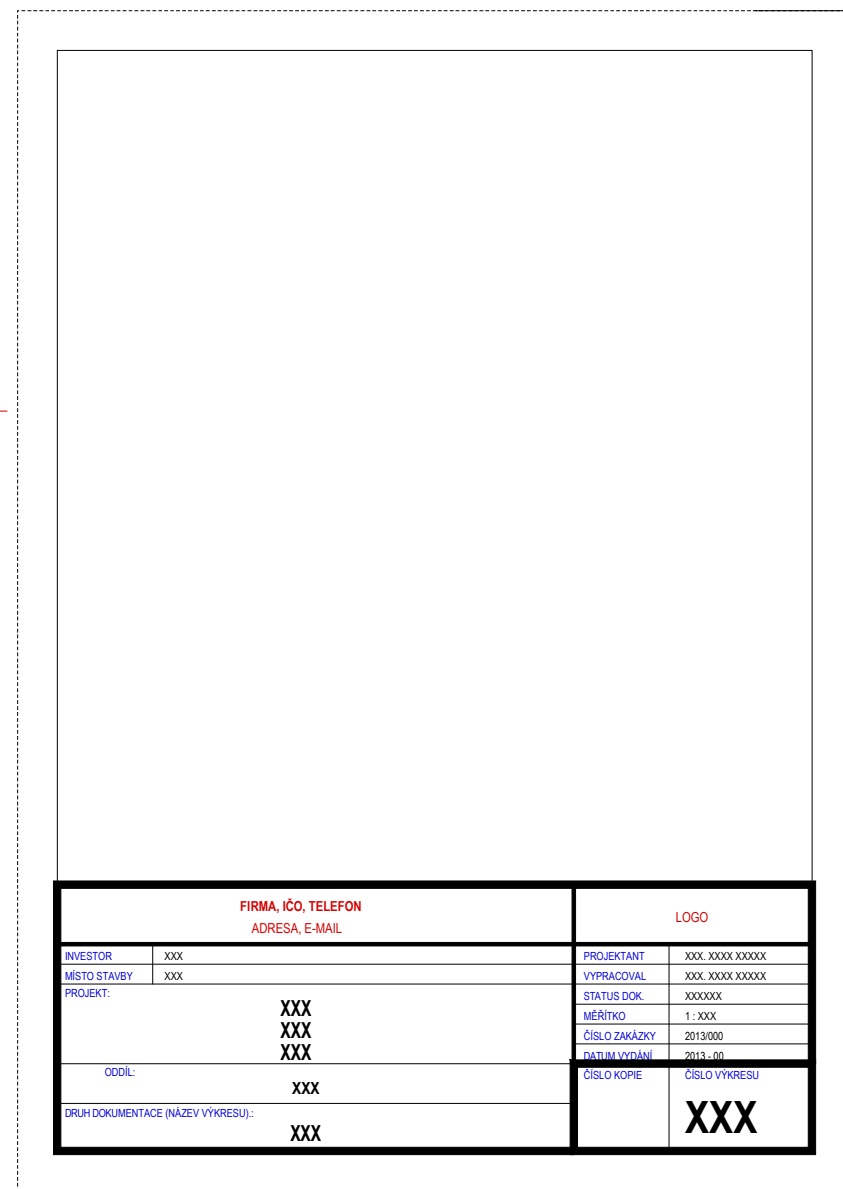 FIRMA, IČO, TELEFON
ADRESA, E-MAIL
LOGO
INVESTOR XXX
MÍSTO STAVBY XXX
PROJEKT:
XXX
XXX
XXX
ODDÍL:
XXX
DRUH DOKUMENTACE (NÁZEV VÝKRESU).:
XXX
PROJEKTANT XXX. XXXX XXXXX
VYPRACOVAL XXX. XXXX XXXXX
STATUS DOK. XXXXXX
MĚŘÍTKO 1 : XXX
ČÍSLO ZAKÁZKY 2013/000
DATUM VYDÁNÍ 2013 - 00
ČÍSLO KOPIE ČÍSLO VÝKRESU
XXX